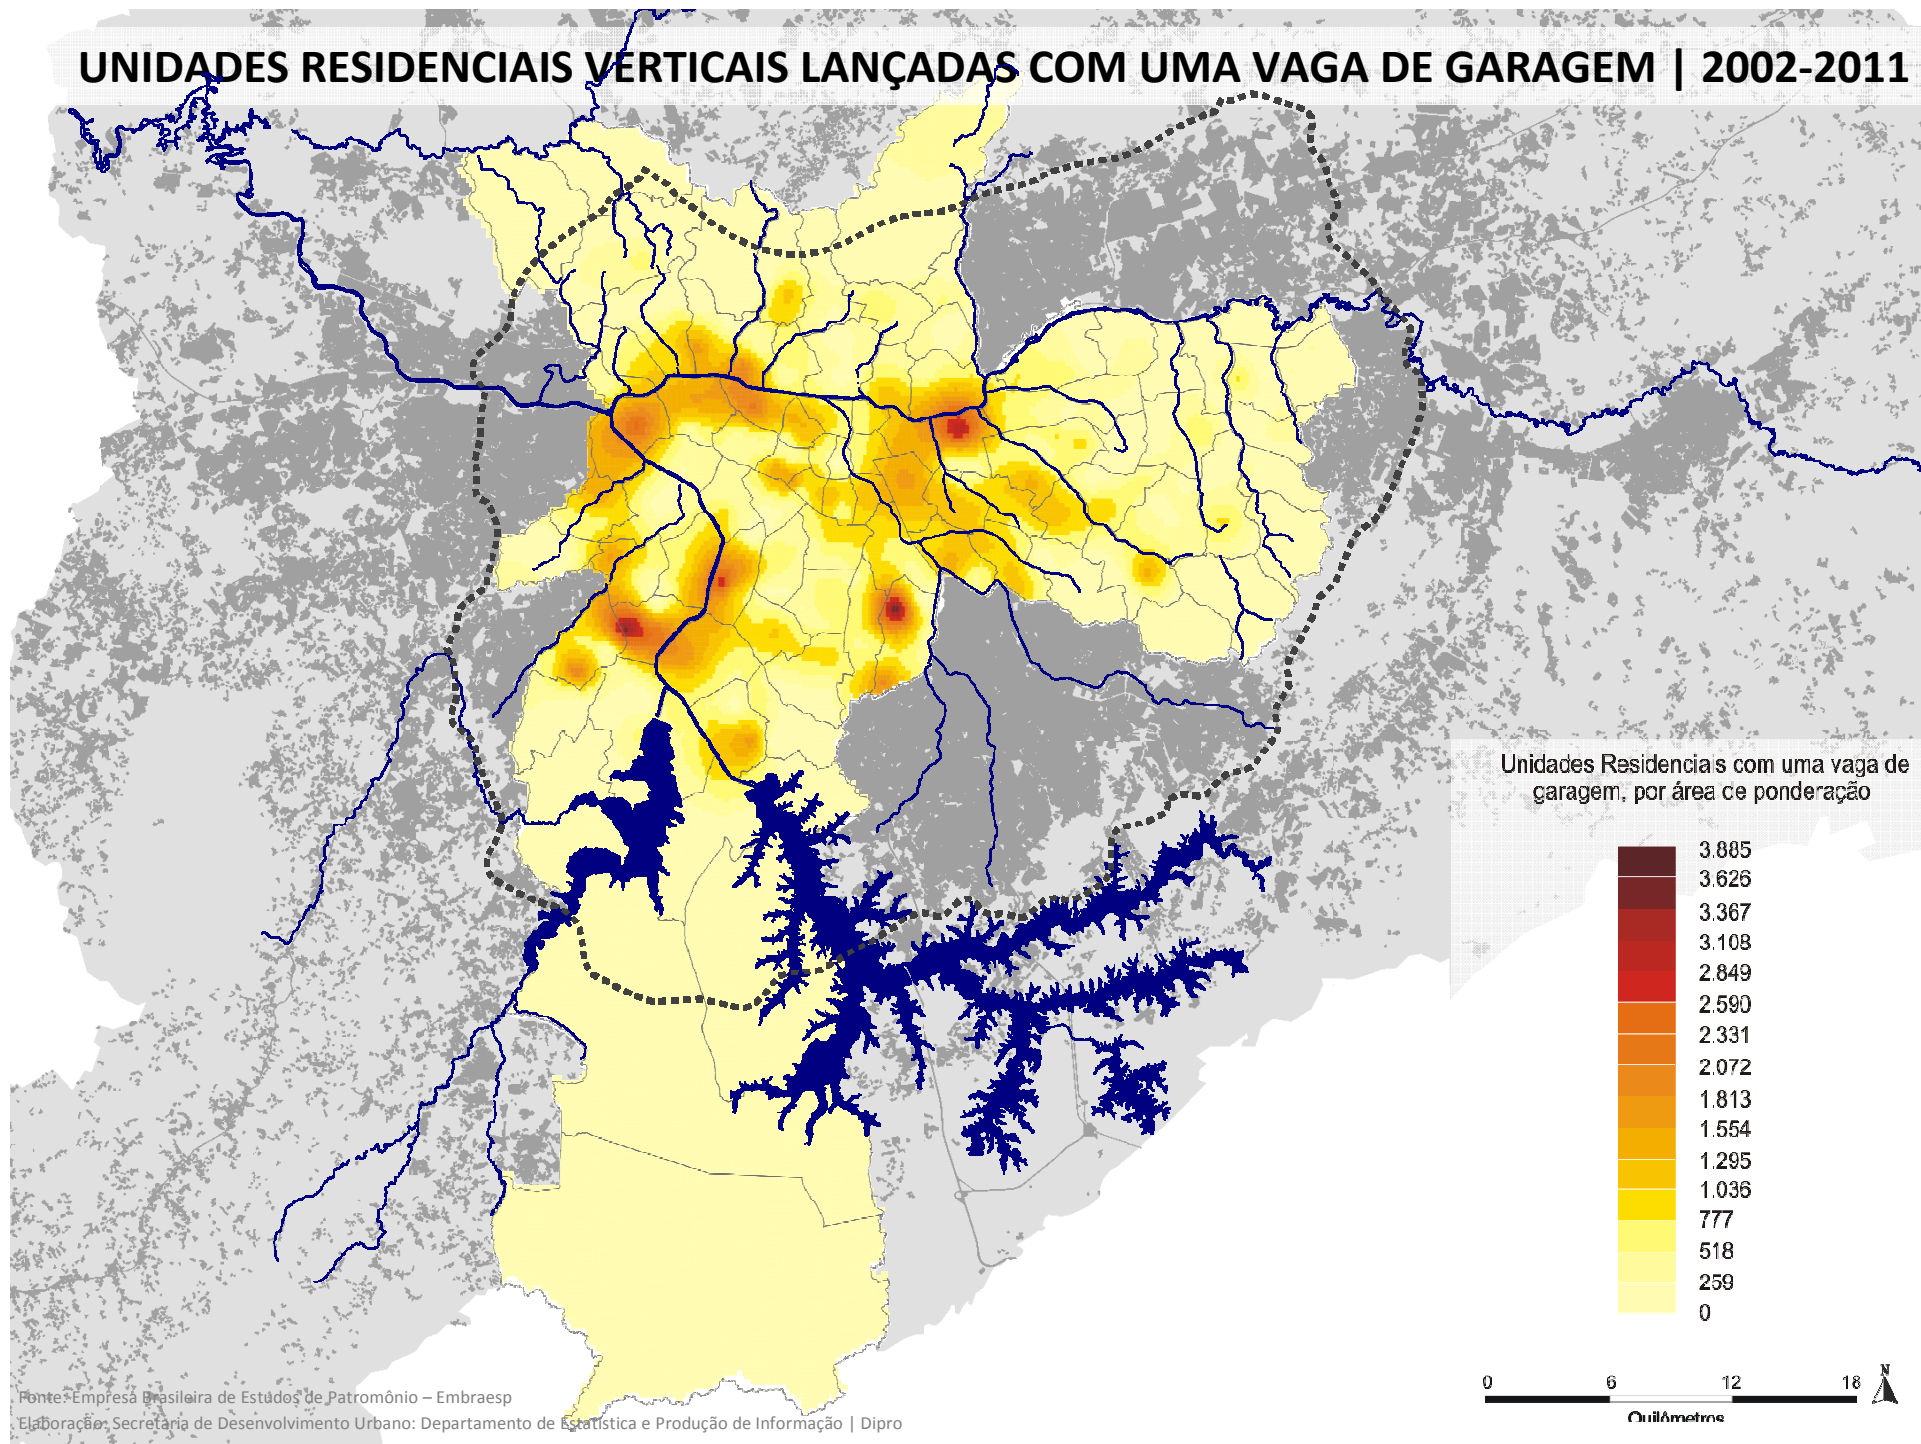 UNIDADES RESIDENCIAIS VERTICAIS LANÇADAS COM UMA VAGA DE GARAGEM | 2002-2011
Unidades Residenciais com uma vaga de
garagem, por área de ponderação
3.885
3.626
3.367
3.108
2.849
2.590
2.331
2.072
1.813
1.554
1.295
1.036
777
518
259
0
N
0 6 12 18
Quilômetros
Fonte: Empresa Brasileira de Estudos de Patromônio – Embraesp
Elaboração: Secretaria de Desenvolvimento Urbano: Departamento de Estatística e Produção de Informação | Dipro